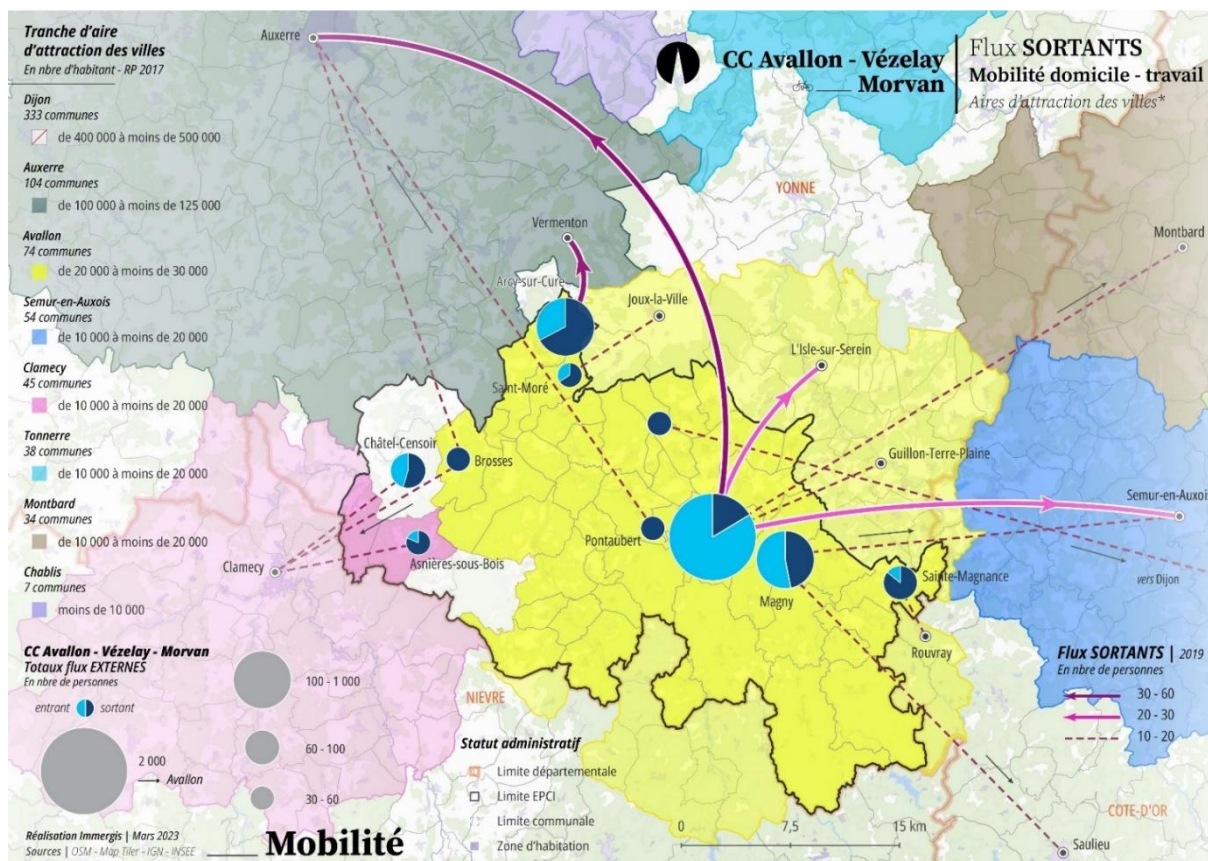 Tranche d'aire
d'attraction des villes
En nbre d'habitant - RP 2017
Dijon
333 communes
de 400 000 à moins de 500 000
Auxerre
104 communes
de 100 000 à moins de 125 000
Avallon
74 communes
de 20 000 à moins de 30 000
Semur-en-Auxois
54 communes
de 10 000 à moins de 20 000
Clamecy
45 communes
de 10 000 à moins de 20 000
Tonnerre
38 communes
de 10 000 à moins de 20 000
Montbard
34 communes
de 10 000 à moins de 20 000
Chablis
7 communes
moins de 10 000
CC Avallon - Vézelay - Morvan
Totaux flux EXTERNES
En nbre de personnes
entrant
sortant
2 000
Avallon
100 - 1 000
60 - 100
30 - 60
Réalisation Immergis | Mars 2023
Sources | OSM - Map Tiler - IGN - INSEE
Mobilité
CC Avallon - Vézelay
Morvan
Flux SORTANTS
Mobilité domicile - travail
Aires d'attraction des villes*
Auxerre
YONNE
Vermenton
Montbard
Arcy-sur-Cure
Joux-la-Ville
L'Isle-sur-Serein
Saint-Moré
Châtel-Censoir
Brosses
Guillon-Terre-Plaine
Semur-en-Auxois
Pontaubert
Asnières-sous-Bois
Clamecy
Magny
Sainte-Magnance
vers Dijon
Rouvray
NIEVRE
COTE-D'OR
Saulieu
Statut administratif
Limite départementale
Limite EPCI
Limite communale
Zone d'habitation
0
7,5
15 km
Flux SORTANTS | 2019
En nbre de personnes
30 - 60
20 - 30
10 - 20